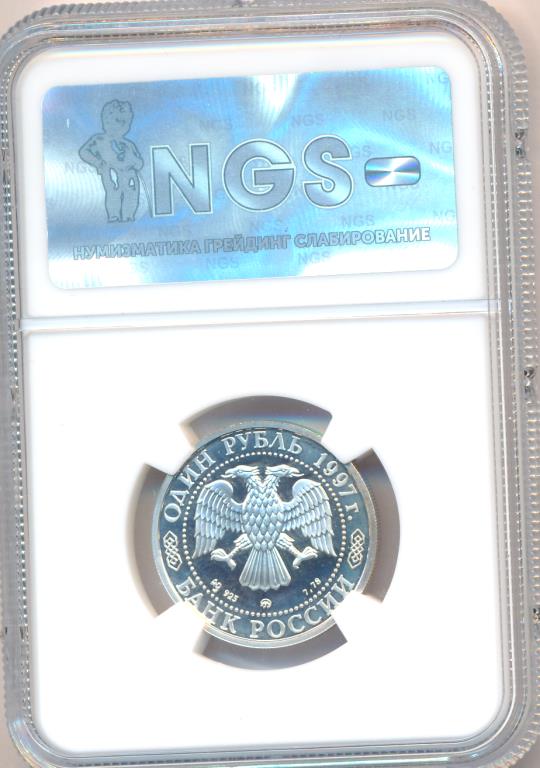 NGS
НУМИЗМАТИКА ГРЕЙДИНГ СЛАБИРОВАНИЕ
ОДИН РУБЛЬ 1997 г.
Ag 925 7,78
БАНК РОССИИ